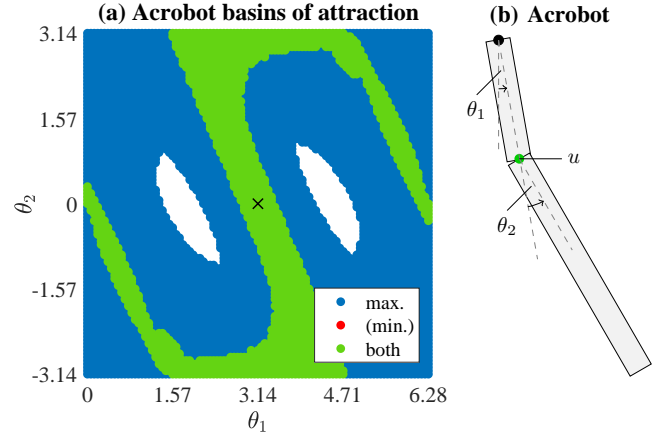 (a) Acrobot basins of attraction
(b) Acrobot
3.14
1.57
0
-1.57
-3.14
θ2
max.
(min.)
both
0
1.57
3.14
4.71
6.28
θ1
θ1
u
θ2